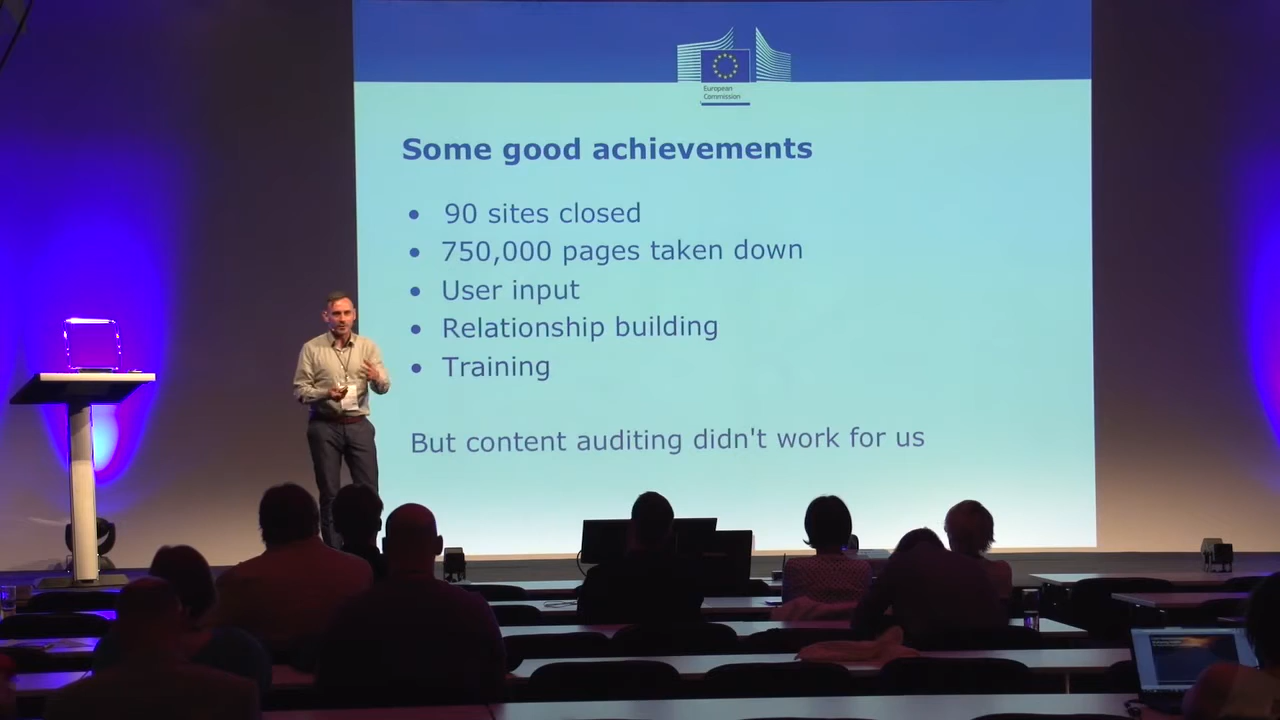 European
Commission
Some good achievements
• 90 sites closed
• 750,000 pages taken down
• User input
• Relationship building
• Training
But content auditing didn't work for us